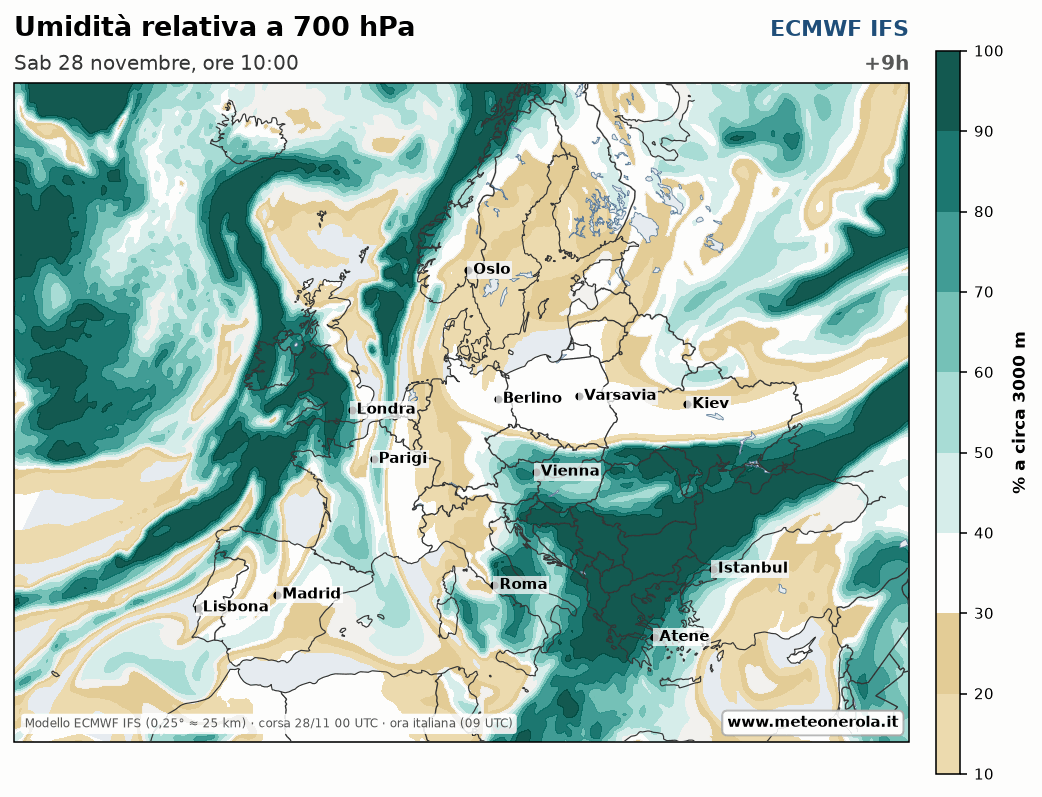 Umidità relativa a 700 hPa
ECMWF IFS
Sab 28 novembre, ore 10:00
+9h
100
90
80
70
60
50
40
30
20
10
% a circa 3000 m
Oslo
Londra
Berlino
Varsavia
Kiev
Parigi
Vienna
Istanbul
Roma
Madrid
Lisbona
Atene
Modello ECMWF IFS (0,25° ≈ 25 km) · corsa 28/11 00 UTC · ora italiana (09 UTC)
www.meteonerola.it